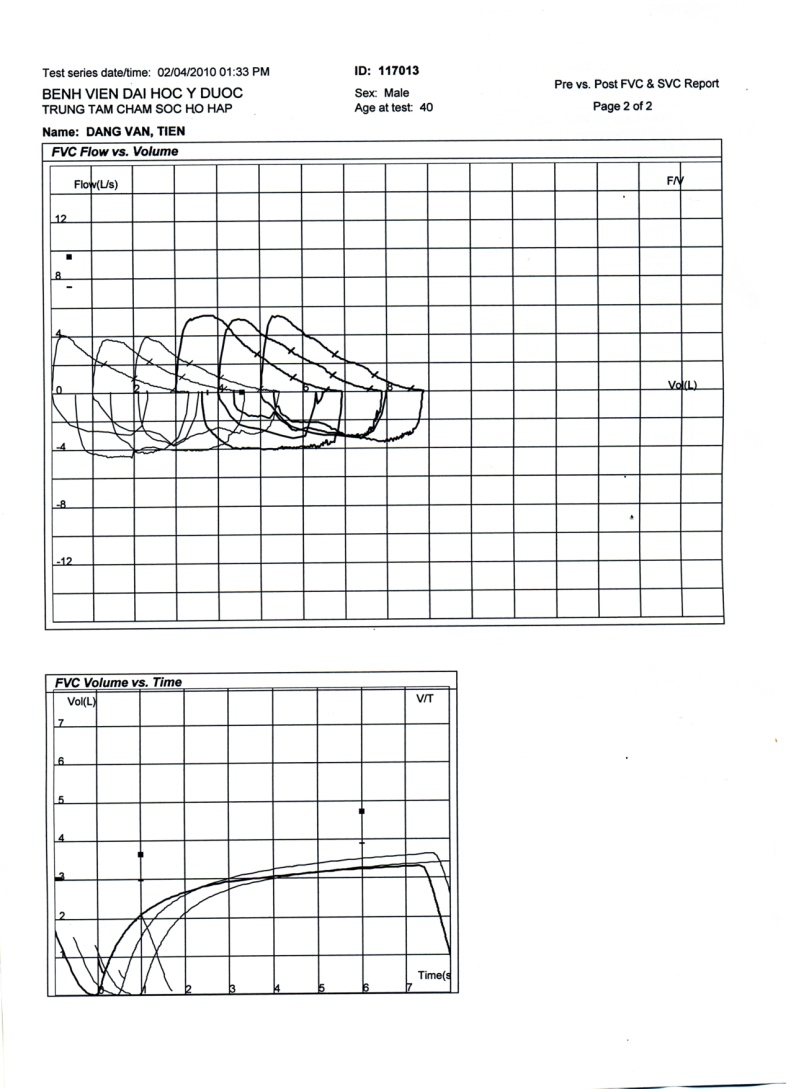 Test series date/time: 02/04/2010 01:33 PM
ID: 117013
BENH VIEN DAI HOC Y DUOC
TRUNG TAM CHAM SOC HO HAP
Sex: Male
Age at test: 40
Pre vs. Post FVC & SVC Report
Page 2 of 2
Name: DANG VAN, TIEN
FVC Flow vs. Volume
Flow(L/s)
F/V
12
8
4
0
2
4
6
8
Vol(L)
-4
-8
-12
FVC Volume vs. Time
Vol(L)
V/T
7
6
5
4
3
2
1
Time(s
0
1
2
3
4
5
6
7